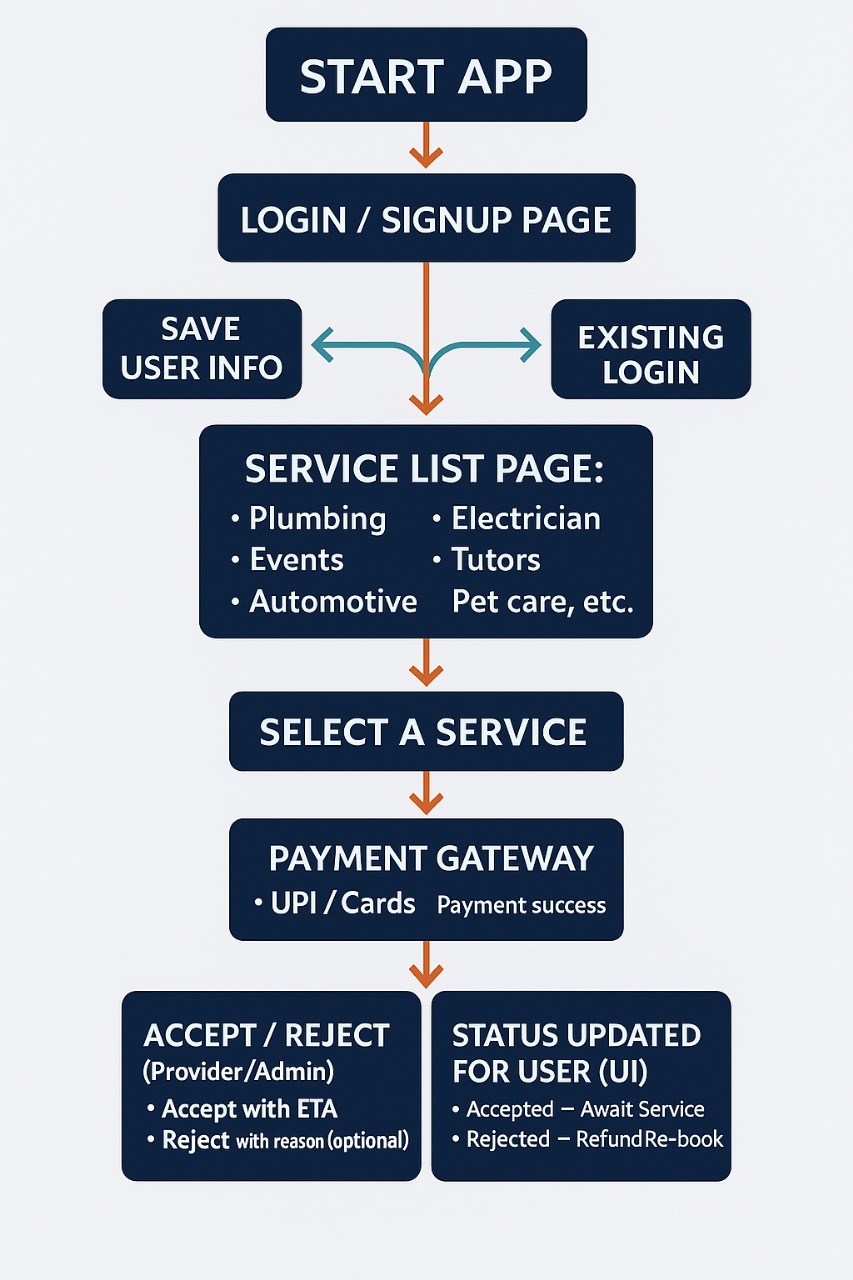 START APP
LOGIN / SIGNUP PAGE
SAVE
USER INFO
EXISTING
LOGIN
SERVICE LIST PAGE:
• Plumbing • Electrician
• Events • Tutors
• Automotive Pet care, etc.
SELECT A SERVICE
PAYMENT GATEWAY
• UPI / Cards Payment success
ACCEPT / REJECT
(Provider/Admin)
• Accept with ETA
• Reject with reason (optional)
STATUS UPDATED
FOR USER (UI)
• Accepted – Await Service
• Rejected – RefundRe-book